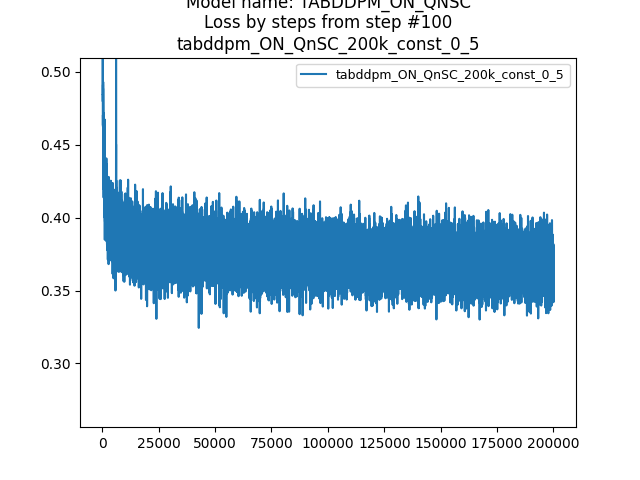 Model name: TABDDPM_ON_QNSC
Loss by steps from step #100
tabddpm_ON_QnSC_200k_const_0_5
tabddpm_ON_QnSC_200k_const_0_5
0.50
0.45
0.40
0.35
0.30
0 25000 50000 75000 100000 125000 150000 175000 200000